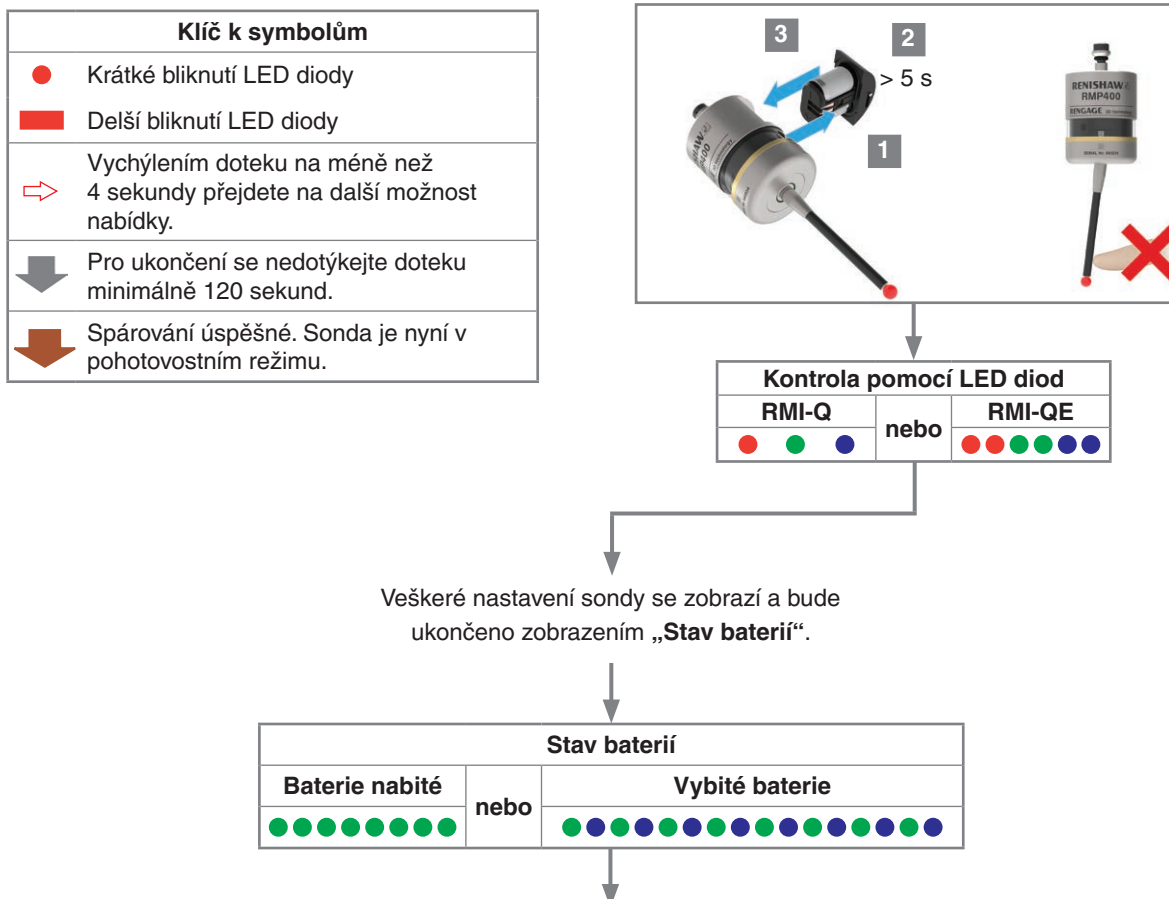 Klíč k symbolům
Krátké bliknutí LED diody
Delší bliknutí LED diody
Vychýlením doteku na méně než
4 sekundy přejdete na další možnost
nabídky.
Pro ukončení se nedotýkejte doteku
minimálně 120 sekund.
Spárování úspěšné. Sonda je nyní v
pohotovostním režimu.
3
2
> 5 s
1
RENISHAW
RMP400
RENGAGE
Kontrola pomocí LED diod
RMI-Q
nebo
RMI-QE
Veškeré nastavení sondy se zobrazí a bude
ukončeno zobrazením „Stav baterií“.
Stav baterií
Baterie nabité
nebo
Vybité baterie